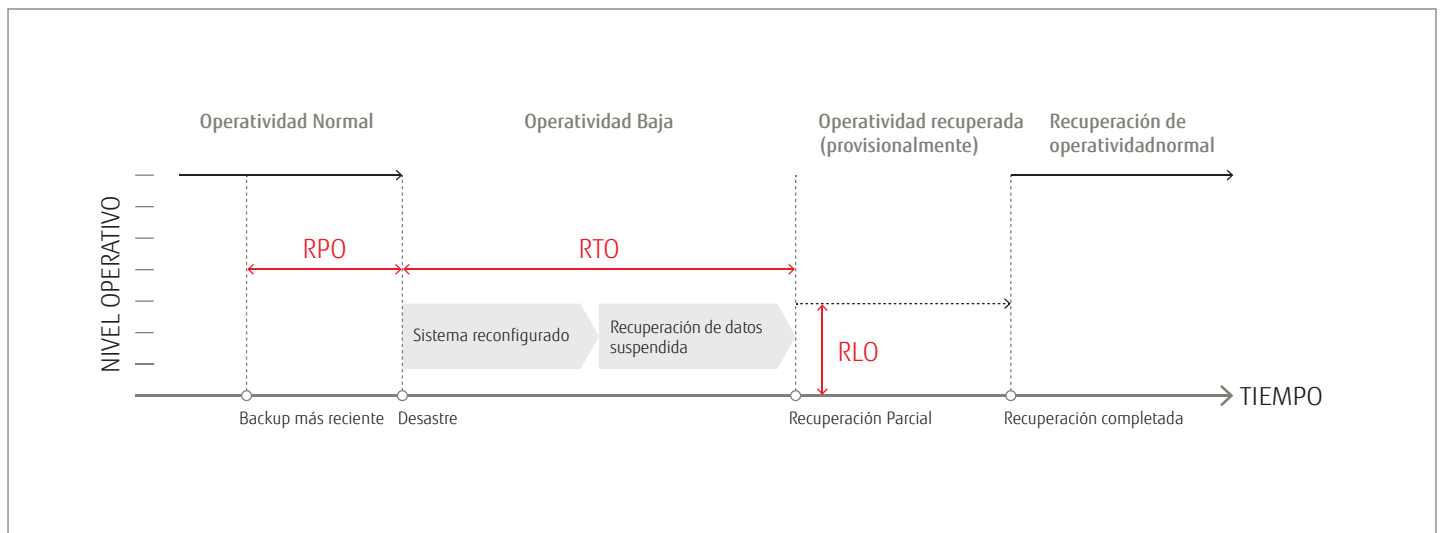 Operatividad Normal
Operatividad Baja
Operatividad recuperada
(provisionalmente)
Recuperación de
operatividadnormal
NIVEL OPERATIVO
RPO
RTO
Sistema reconfigurado
Recuperación de datos
suspendida
RLO
TIEMPO
Backup más reciente
Desastre
Recuperación Parcial
Recuperación completada